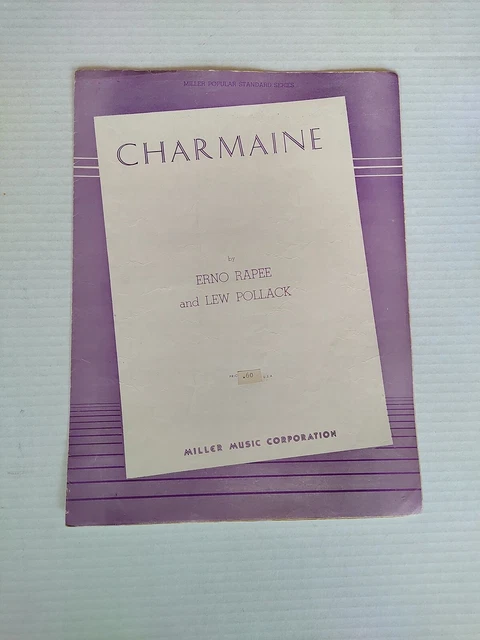 MILLER POPULAR STANDARD SERIES
CHARMAINE
by
ERNO RAPEE
and LEW POLLACK
.60
MILLER MUSIC CORPORATION